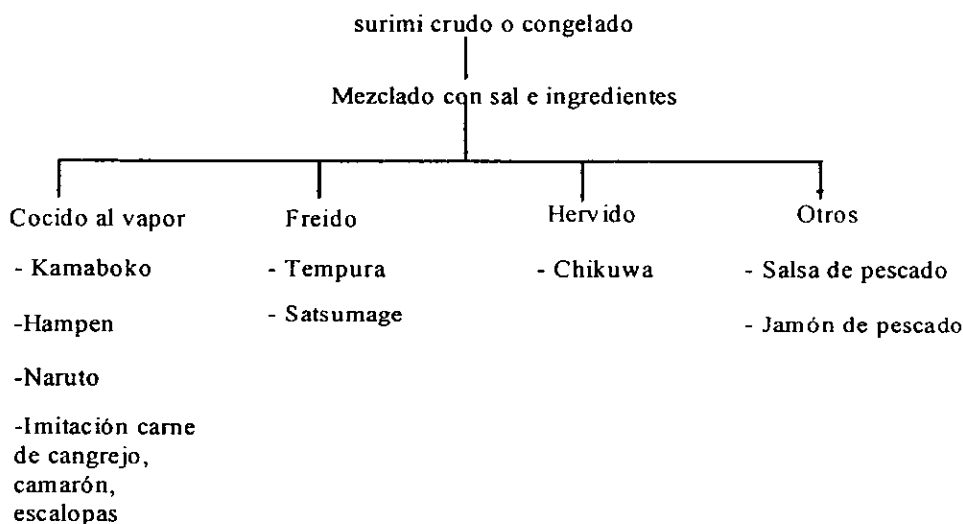 surimi crudo o congelado
Mezclado con sal e ingredientes
Cocido al vapor
- Kamaboko
-Hampen
-Naruto
-Imitación carne
de cangrejo,
camarón,
escalopas
Freido
- Tempura
- Satsumage
Hervido
- Chikuwa
Otros
- Salsa de pescado
- Jamón de pescado